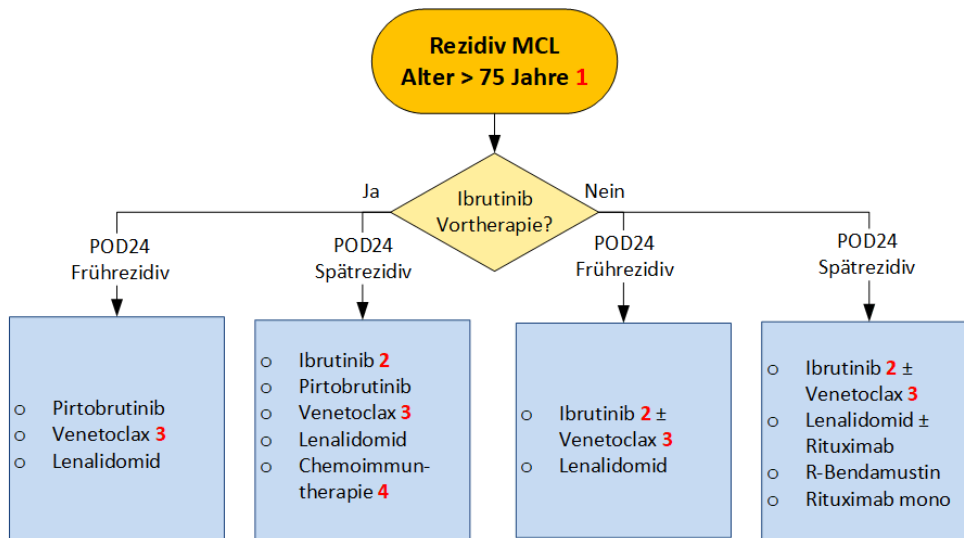 Rezidiv MCL
Alter > 75 Jahre 1
Ibrutinib
Vortherapie?
Ja
Nein
POD24
Frührezidiv
POD24
Spätrezidiv
POD24
Frührezidiv
POD24
Spätrezidiv
o Pirtobrutinib
o Venetoclax 3
o Lenalidomid
o Ibrutinib 2
o Pirtobrutinib
o Venetoclax 3
o Lenalidomid
o Chemoimmun-
therapie 4
o Ibrutinib 2 ±
Venetoclax 3
o Lenalidomid
o Ibrutinib 2 ±
Venetoclax 3
o Lenalidomid ±
Rituximab
o R-Bendamustin
o Rituximab mono